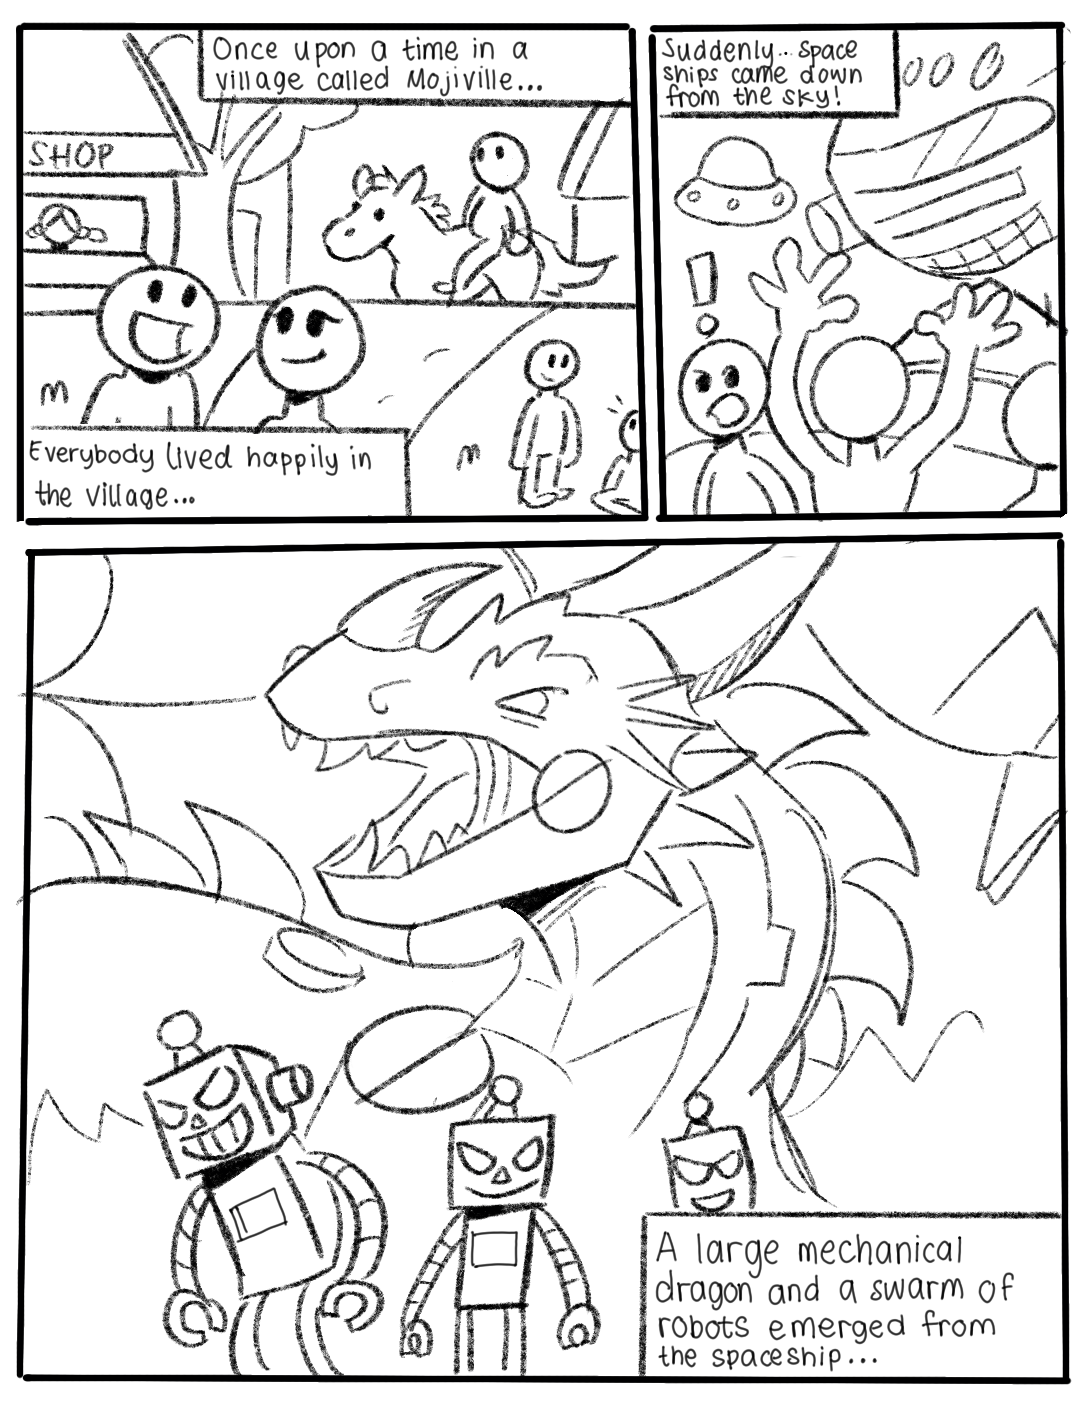 Once upon a time in a
village called Mojiville...
SHOP
Everybody lived happily in
the village...
Suddenly... space
ships came down
from the sky!
!
A large mechanical
dragon and a swarm of
robots emerged from
the spaceship...